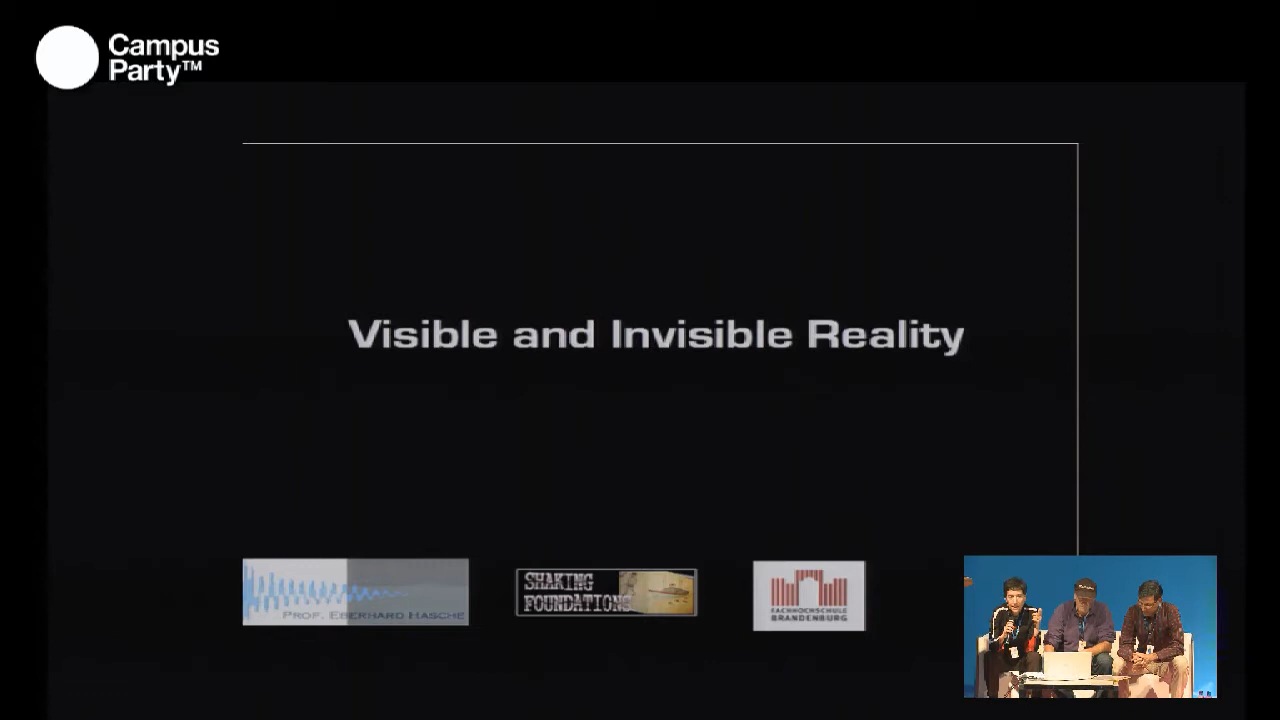 Campus
Party™
Visible and Invisible Reality
PROF. EBERHARD HASCHE
SHAKING
FOUNDATIONS
FACHHOCHSCHULE
BRANDENBURG